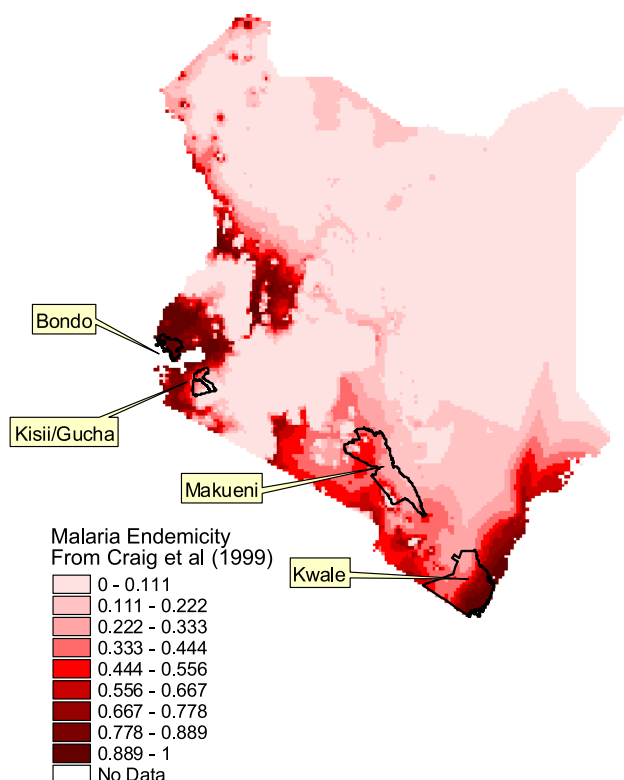 Bondo
Kisii/Gucha
Makueni
Kwale
Malaria Endemicity
From Craig et al (1999)
0 - 0.111
0.111 - 0.222
0.222 - 0.333
0.333 - 0.444
0.444 - 0.556
0.556 - 0.667
0.667 - 0.778
0.778 - 0.889
0.889 - 1
No Data